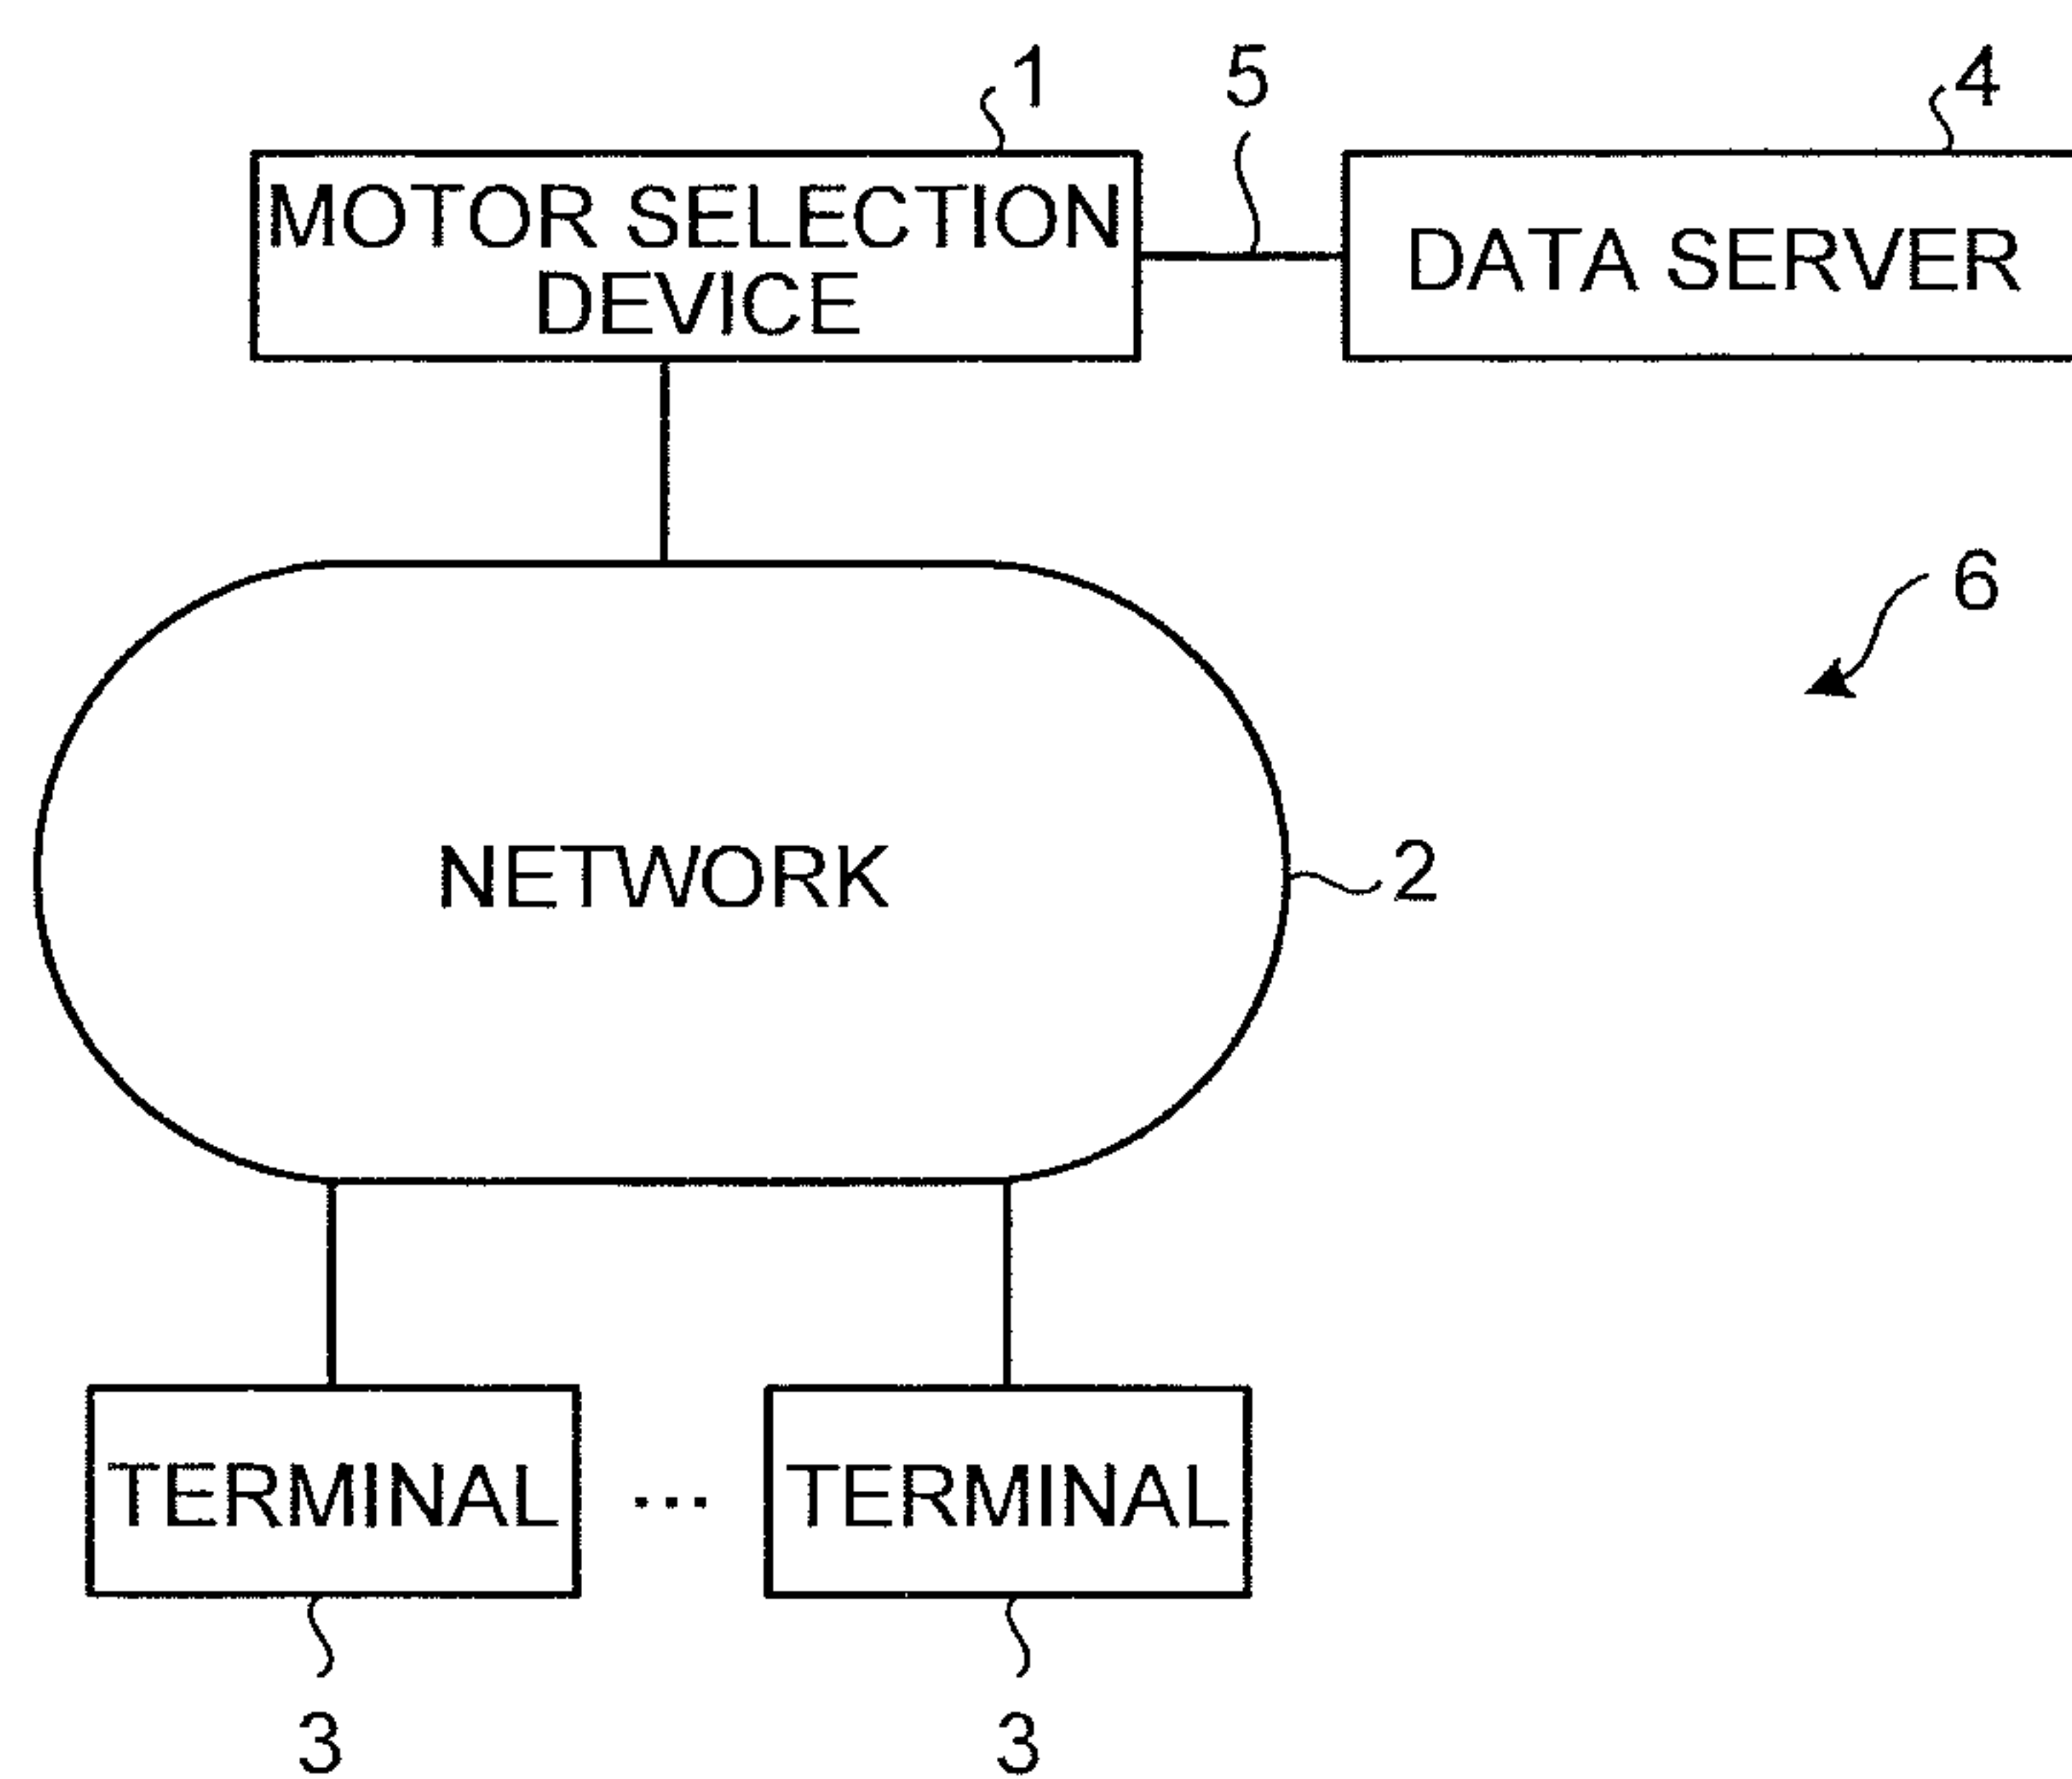 1
5
4
MOTOR SELECTION
DEVICE
DATA SERVER
6
NETWORK
2
TERMINAL
...
TERMINAL
3
3